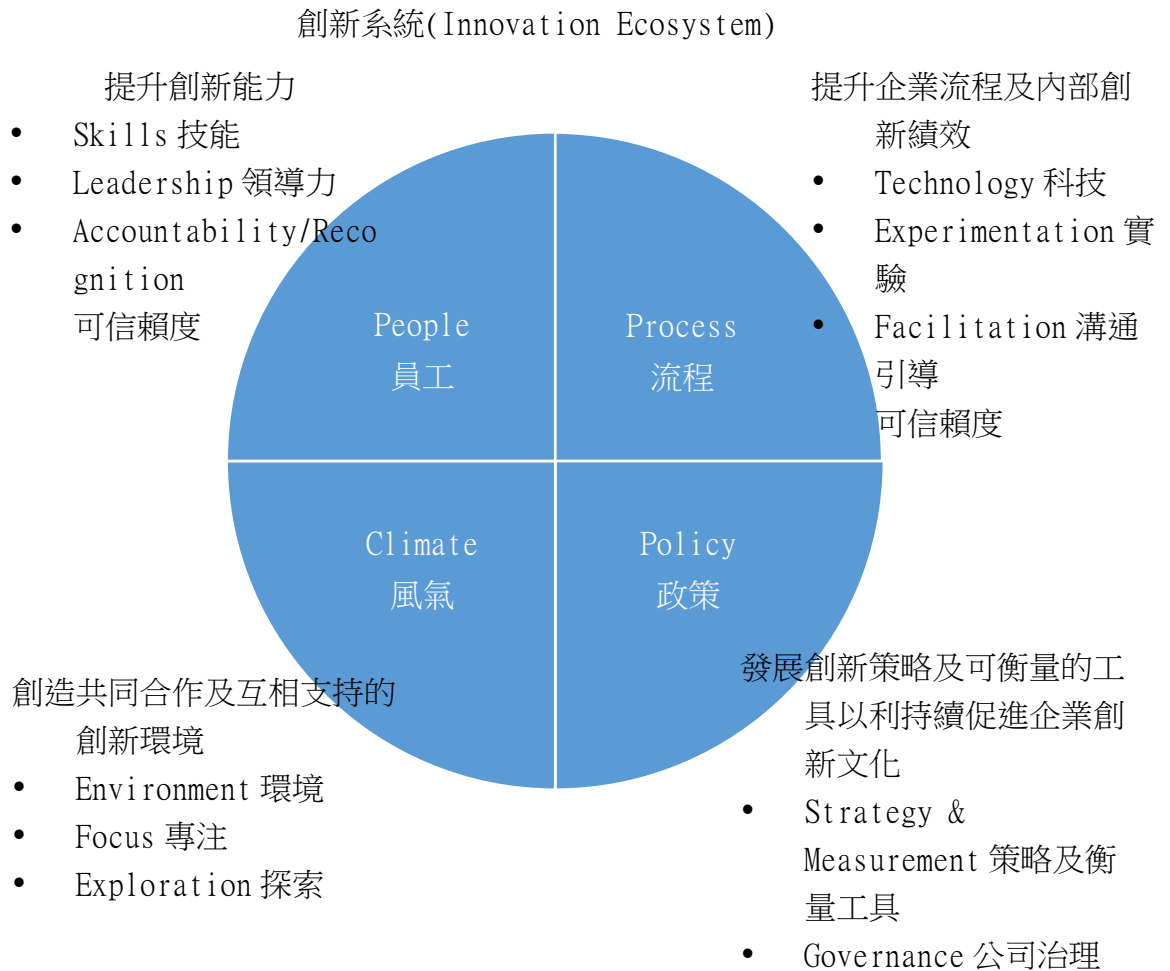 創新系統(Innovation Ecosystem)
提升創新能力
• Skills 技能
• Leadership 領導力
• Accountability/Reco
gnition
可信賴度
提升企業流程及內部創
新績效
• Technology 科技
• Experimentation 實
驗
• Facilitation 溝通
引導
可信賴度
People
員工
Process
流程
Climate
風氣
Policy
政策
創造共同合作及互相支持的
創新環境
• Environment 環境
• Focus 專注
• Exploration 探索
發展創新策略及可衡量的工
具以利持續促進企業創
新文化
• Strategy &
Measurement 策略及衡
量工具
• Governance 公司治理